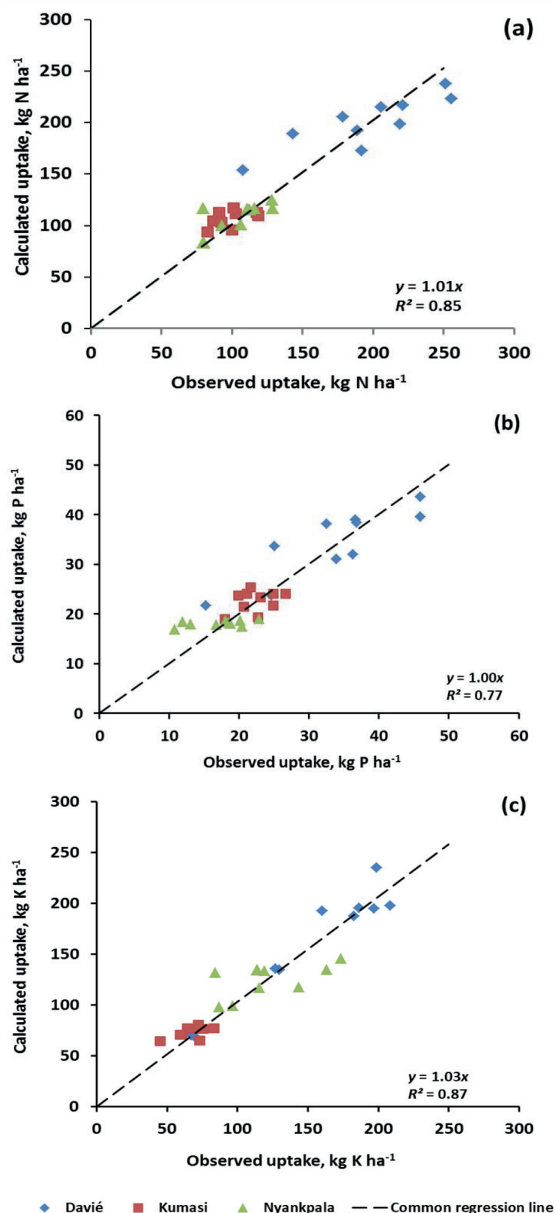 (a)
300
250
200
150
100
50
0
Calculated uptake, kg N ha⁻¹
y = 1.01x
R² = 0.85
0 50 100 150 200 250 300
Observed uptake, kg N ha⁻¹
(b)
60
50
40
30
20
10
0
Calculated uptake, kg P ha⁻¹
y = 1.00x
R² = 0.77
0 10 20 30 40 50 60
Observed uptake, kg P ha⁻¹
(c)
300
250
200
150
100
50
0
Calculated uptake, kg K ha⁻¹
y = 1.03x
R² = 0.87
0 50 100 150 200 250 300
Observed uptake, kg K ha⁻¹
Davié Kumasi Nyankpala Common regression line